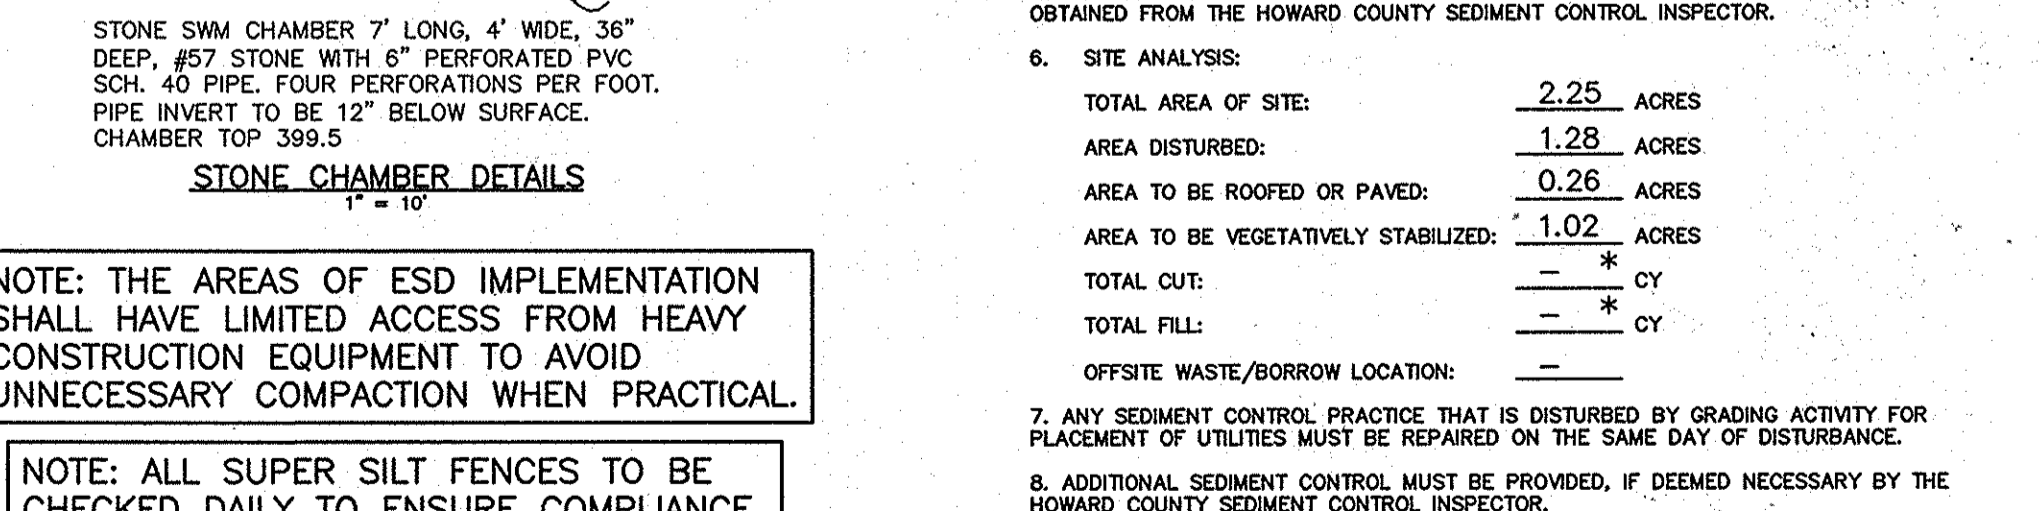 STONE SWM CHAMBER 7' LONG, 4' WIDE, 36"
DEEP, #57 STONE WITH 6" PERFORATED PVC
SCH. 40 PIPE. FOUR PERFORATIONS PER FOOT.
PIPE INVERT TO BE 12" BELOW SURFACE.
CHAMBER TOP 399.5
STONE CHAMBER DETAILS
1" = 10'
NOTE: THE AREAS OF ESD IMPLEMENTATION
SHALL HAVE LIMITED ACCESS FROM HEAVY
CONSTRUCTION EQUIPMENT TO AVOID
UNNECESSARY COMPACTION WHEN PRACTICAL.
NOTE: ALL SUPER SILT FENCES TO BE
CHECKED DAILY TO ENSURE COMPLIANCE
OBTAINED FROM THE HOWARD COUNTY SEDIMENT CONTROL INSPECTOR.
6. SITE ANALYSIS:
TOTAL AREA OF SITE: 2.25 ACRES
AREA DISTURBED: 1.28 ACRES
AREA TO BE ROOFED OR PAVED: 0.26 ACRES
AREA TO BE VEGETATIVELY STABILIZED: 1.02 ACRES
TOTAL CUT: – * CY
TOTAL FILL: – * CY
OFFSITE WASTE/BORROW LOCATION: –
7. ANY SEDIMENT CONTROL PRACTICE THAT IS DISTURBED BY GRADING ACTIVITY FOR
PLACEMENT OF UTILITIES MUST BE REPAIRED ON THE SAME DAY OF DISTURBANCE.
8. ADDITIONAL SEDIMENT CONTROL MUST BE PROVIDED, IF DEEMED NECESSARY BY THE
HOWARD COUNTY SEDIMENT CONTROL INSPECTOR.